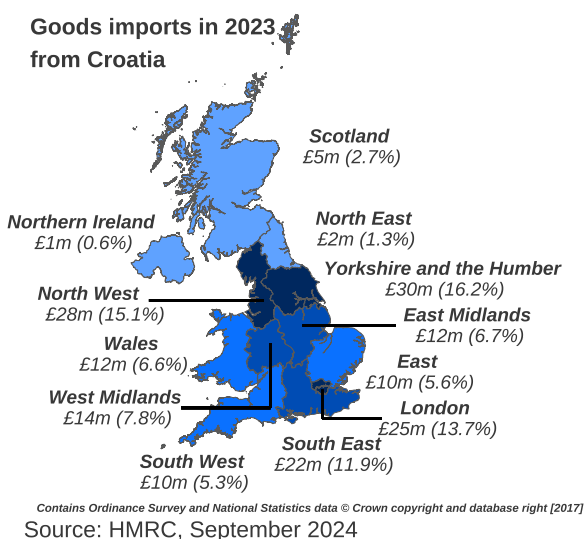 Goods imports in 2023
from Croatia
Scotland
£5m (2.7%)
Northern Ireland
£1m (0.6%)
North East
£2m (1.3%)
Yorkshire and the Humber
£30m (16.2%)
North West
£28m (15.1%)
East Midlands
£12m (6.7%)
Wales
£12m (6.6%)
East
£10m (5.6%)
West Midlands
£14m (7.8%)
London
£25m (13.7%)
South East
£22m (11.9%)
South West
£10m (5.3%)
Contains Ordinance Survey and National Statistics data © Crown copyright and database right [2017]
Source: HMRC, September 2024